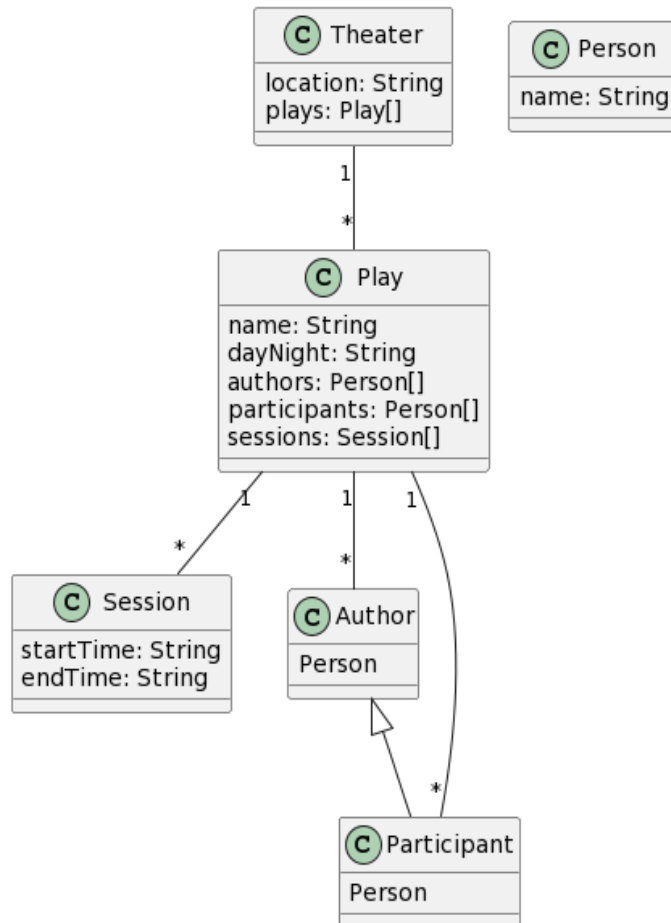 C Theater
location: String
plays: Play[]
C Person
name: String
1
*
C Play
name: String
dayNight: String
authors: Person[]
participants: Person[]
sessions: Session[]
1
1
1
*
*
C Session
startTime: String
endTime: String
C Author
Person
*
C Participant
Person